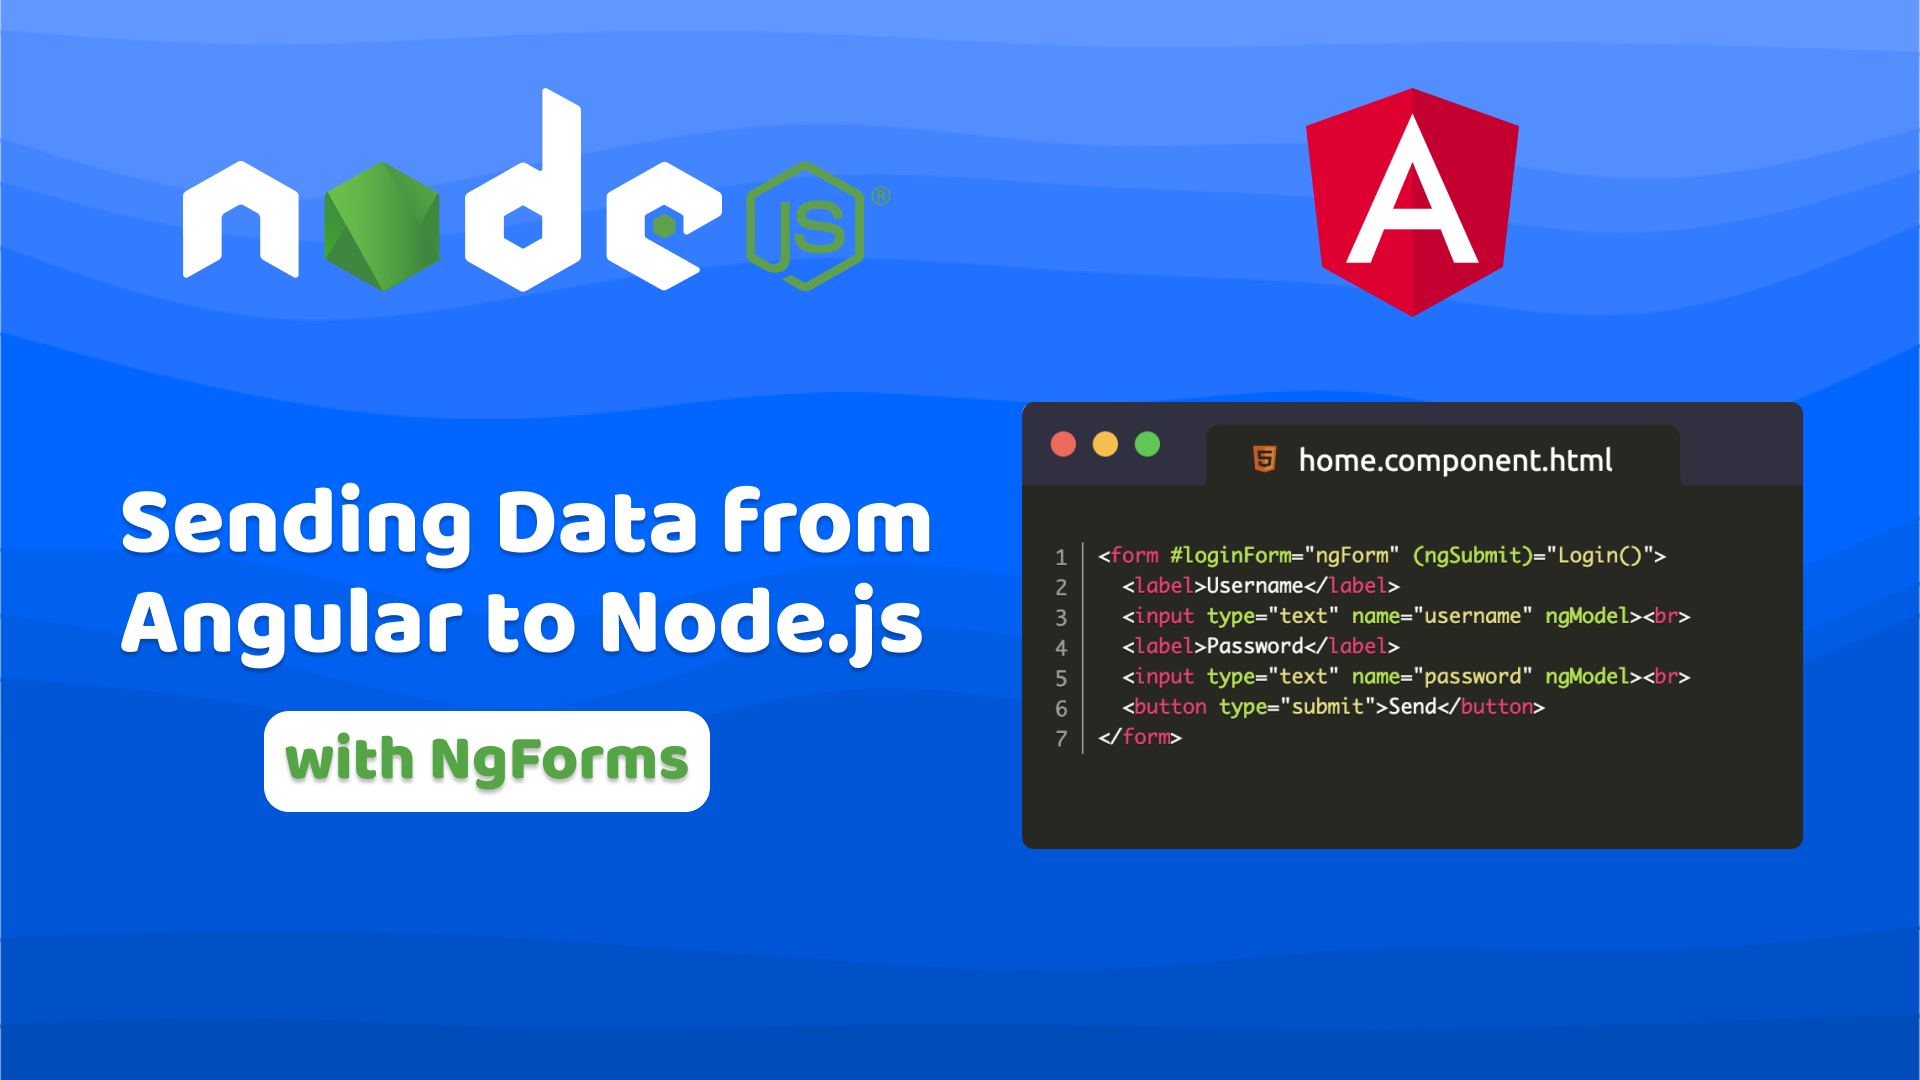 node JS ®
A
Sending Data from
Angular to Node.js
with NgForms
5 home.component.html
1 <form #loginForm="ngForm" (ngSubmit)="Login()">
2 <label>Username</label>
3 <input type="text" name="username" ngModel><br>
4 <label>Password</label>
5 <input type="text" name="password" ngModel><br>
6 <button type="submit">Send</button>
7 </form>